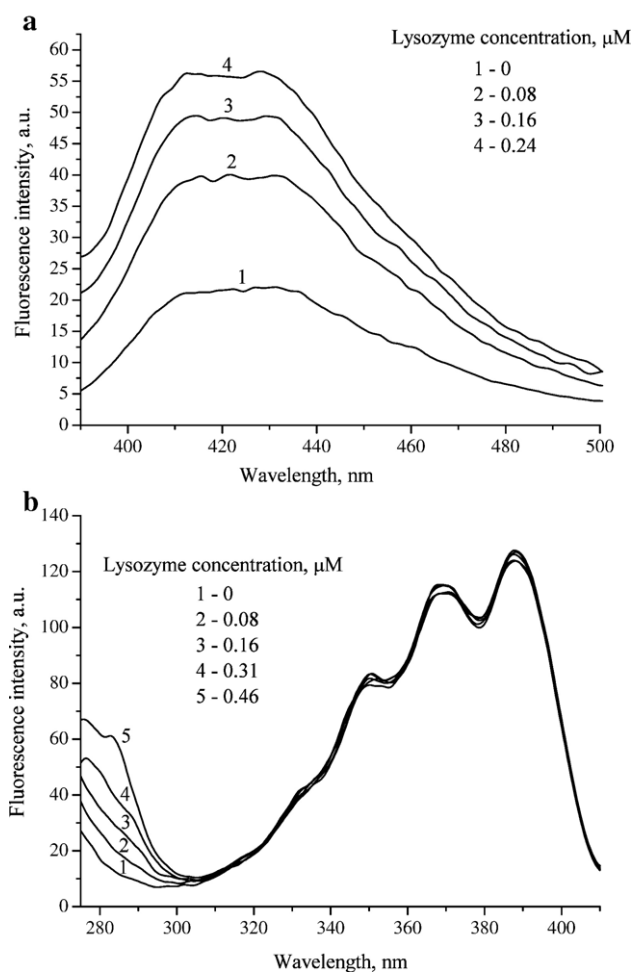 a
Lysozyme concentration, µM
1 - 0
2 - 0.08
3 - 0.16
4 - 0.24
60
55
50
45
40
35
30
25
20
15
10
5
0
Fluorescence intensity, a.u.
4
3
2
1
400 420 440 460 480 500
Wavelength, nm
b
Lysozyme concentration, µM
1 - 0
2 - 0.08
3 - 0.16
4 - 0.31
5 - 0.46
140
120
100
80
60
40
20
0
Fluorescence intensity, a.u.
5
4
3
2
1
280 300 320 340 360 380 400
Wavelength, nm